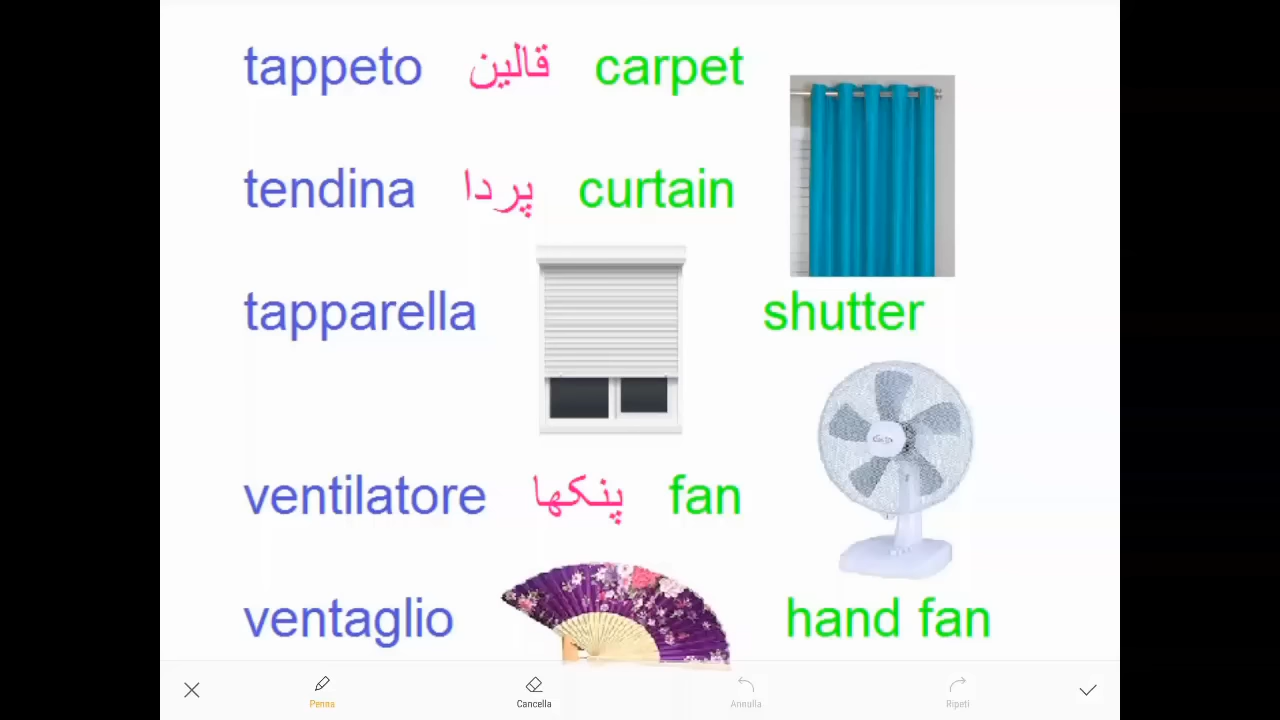 tappeto قالین carpet
tendina پردا curtain
tapparella shutter
ventilatore پنکھا fan
ventaglio hand fan
Penna Cancella Annulla Ripeti